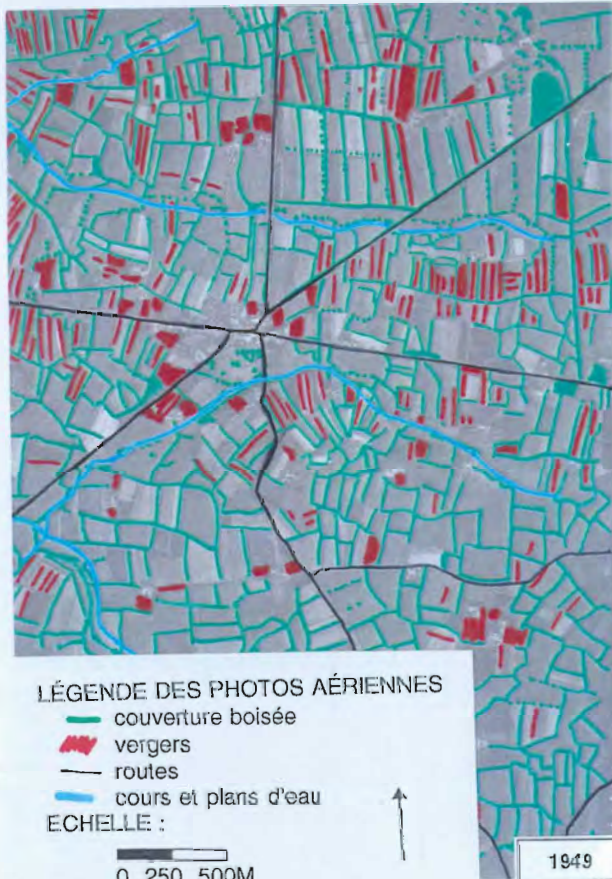 LÉGENDE DES PHOTOS AÉRIENNES
couverture boisée
vergers
routes
cours et plans d'eau
ECHELLE :
0 250 500M
1949